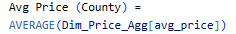 Avg Price (County) =
AVERAGE(Dim_Price_Agg[avg_price])